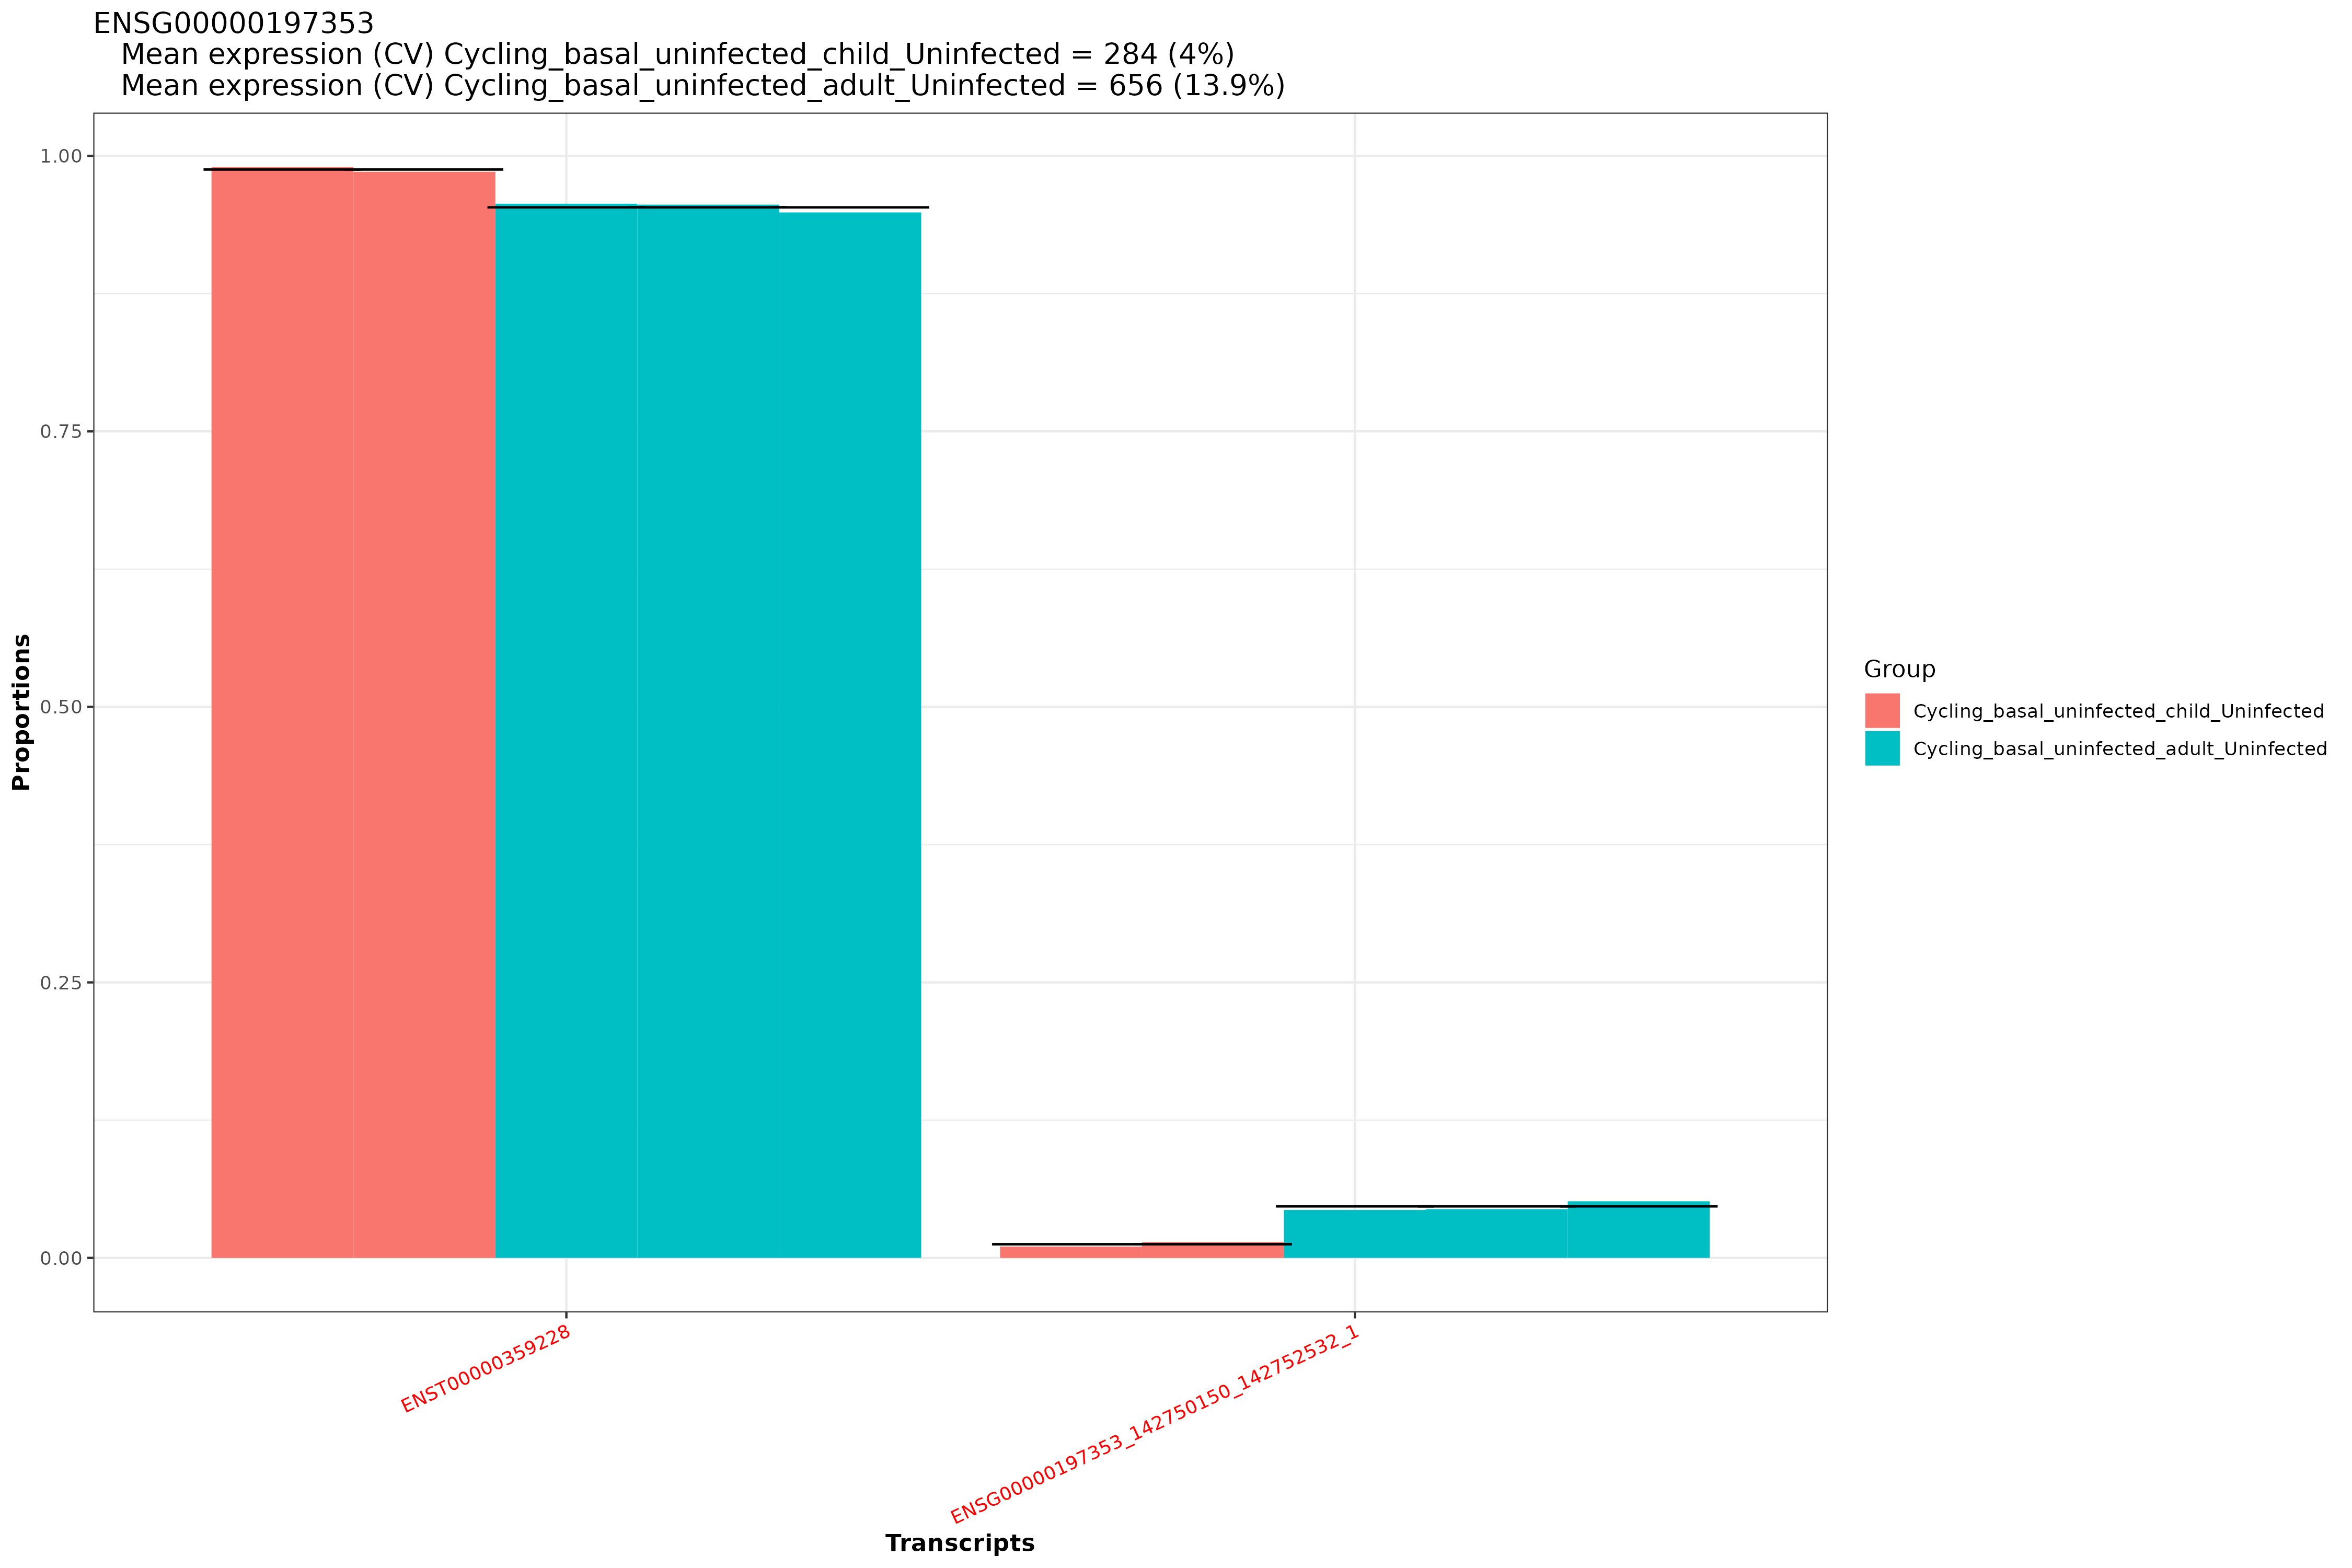 ENSG00000197353
Mean expression (CV) Cycling_basal_uninfected_child_Uninfected = 284 (4%)
Mean expression (CV) Cycling_basal_uninfected_adult_Uninfected = 656 (13.9%)
1.00
0.75
0.50
0.25
0.00
Proportions
ENST00000359228
ENSG00000197353_142750150_142752532_1
Transcripts
Group
Cycling_basal_uninfected_child_Uninfected
Cycling_basal_uninfected_adult_Uninfected